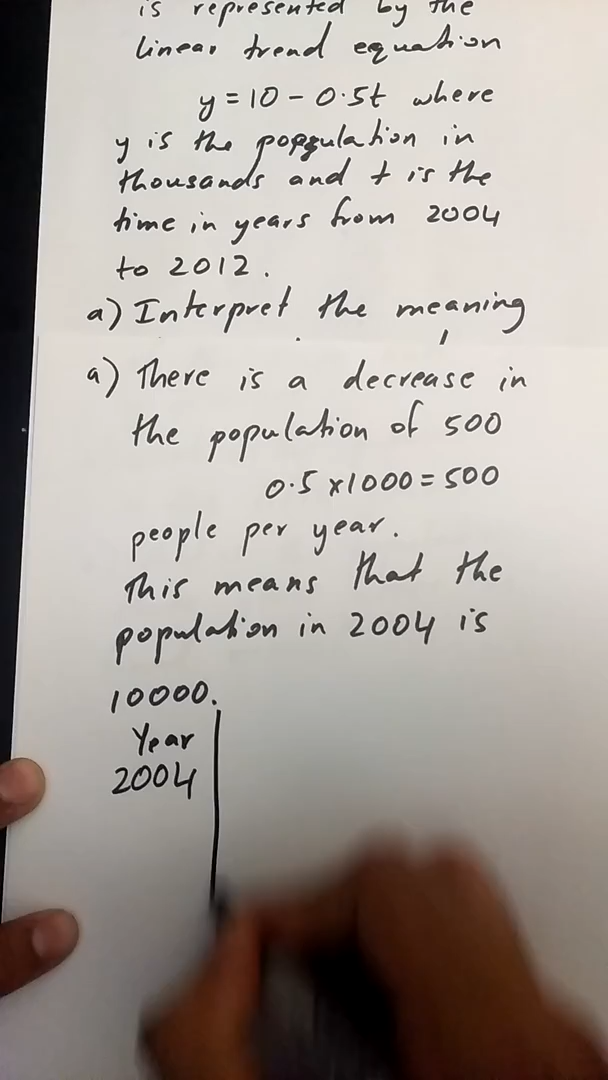 is represented by the
linear trend equation
y = 10 - 0.5t where
y is the population in
thousands and t is the
time in years from 2004
to 2012.
a) Interpret the meaning
a) There is a decrease in
the population of 500
0.5 x 1000 = 500
people per year.
This means that the
population in 2004 is
10000.
Year
2004